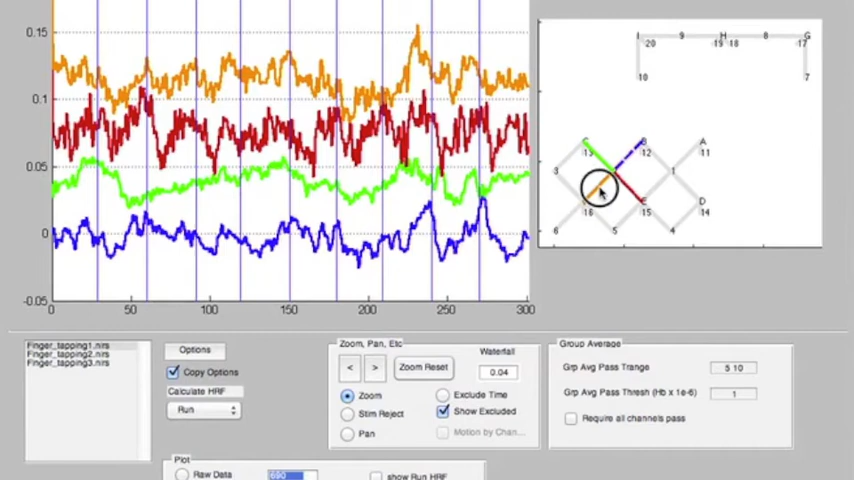 0.15
0.1
0.05
0
-0.05
0 50 100 150 200 250 300
I 9 H 8 G
20 19 18 17
10 7
C B A
13 12 11
3 1
E D
16 15 14
6 5 4
Finger_tapping1.nirs
Finger_tapping2.nirs
Finger_tapping3.nirs
Options
Copy Options
Calculate HRF
Run
Zoom, Pan, Etc
< > Zoom Reset
Waterfall
0.04
Zoom
Exclude Time
Stim Reject
Show Excluded
Pan
Motion by Chan...
Group Average
Grp Avg Pass Trange 5 10
Grp Avg Pass Thresh (Hb x 1e-6) 1
Require all channels pass
Plot
Raw Data 690 show Run HRF